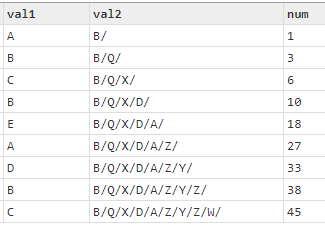 val1 val2 num
A B/ 1
B B/Q/ 3
C B/Q/X/ 6
B B/Q/X/D/ 10
E B/Q/X/D/A/ 18
A B/Q/X/D/A/Z/ 27
D B/Q/X/D/A/Z/Y/ 33
B B/Q/X/D/A/Z/Y/Z/ 38
C B/Q/X/D/A/Z/Y/Z/W/ 45